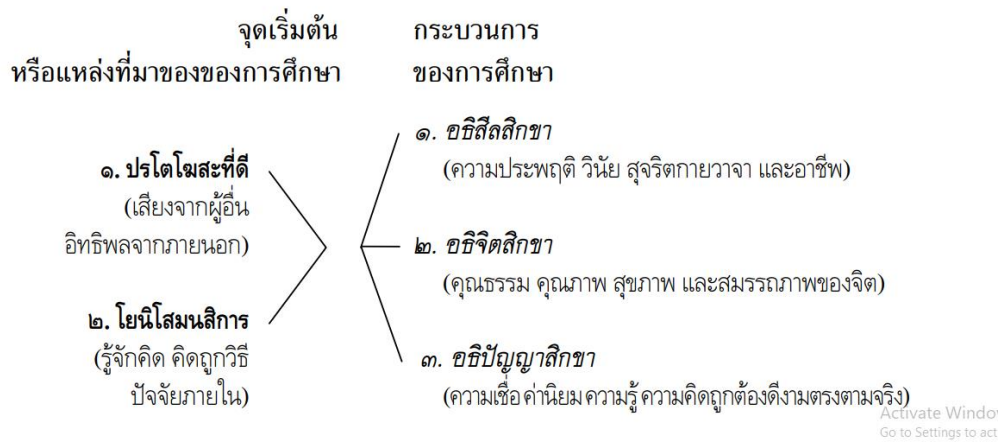 จุดเริ่มต้น
หรือแหล่งที่มาของของการศึกษา
กระบวนการ
ของการศึกษา
๑. ปรโตโฆสะที่ดี
(เสียงจากผู้อื่น
อิทธิพลจากภายนอก)
๒. โยนิโสมนสิการ
(รู้จักคิด คิดถูกวิธี
ปัจจัยภายใน)
๑. อธิสีลสิกขา
(ความประพฤติ วินัย สุจริตกายวาจา และอาชีพ)
๒. อธิจิตสิกขา
(คุณธรรม คุณภาพ สุขภาพ และสมรรถภาพของจิต)
๓. อธิปัญญาสิกขา
(ความเชื่อ ค่านิยม ความรู้ ความคิดถูกต้องดีงามตรงตามจริง)
Activate Window
Go to Settings to act